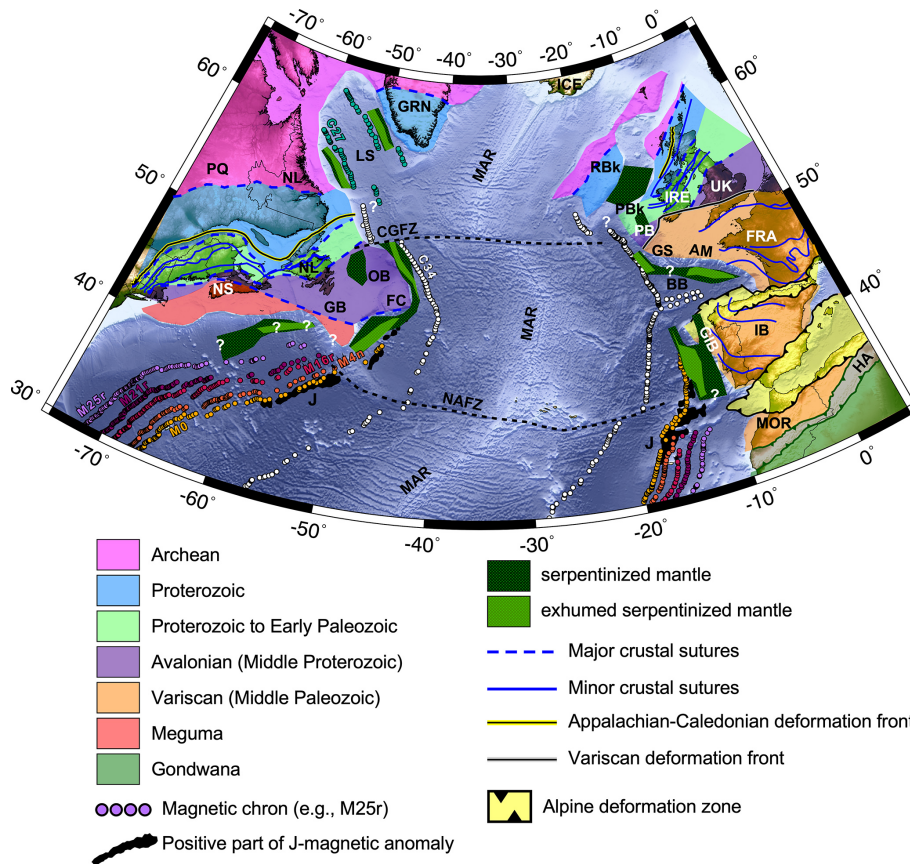 -70° -60° -50° -40° -30° -20° -10° 0°
60° 60°
50° 50°
40° 40°
30° 30°
-70° -60° -50° -40° -30° -20° -10° 0°
GRN
CF
C27
LS
MAR
PQ
NL
RBk
IRE
UK
PBk
PB
?
?
CGFZ
GS
AM
FRA
NL
OB
C34
?
BB
NS
GB
FC
MAR
GIB
IB
?
?
?
?
M25r
M21r
M16r
M4n
M0
J
NAFZ
?
HA
MOR
J
MAR
Archean
Proterozoic
Proterozoic to Early Paleozoic
Avalonian (Middle Proterozoic)
Variscan (Middle Paleozoic)
Meguma
Gondwana
Magnetic chron (e.g., M25r)
Positive part of J-magnetic anomaly
serpentinized mantle
exhumed serpentinized mantle
Major crustal sutures
Minor crustal sutures
Appalachian-Caledonian deformation front
Variscan deformation front
Alpine deformation zone